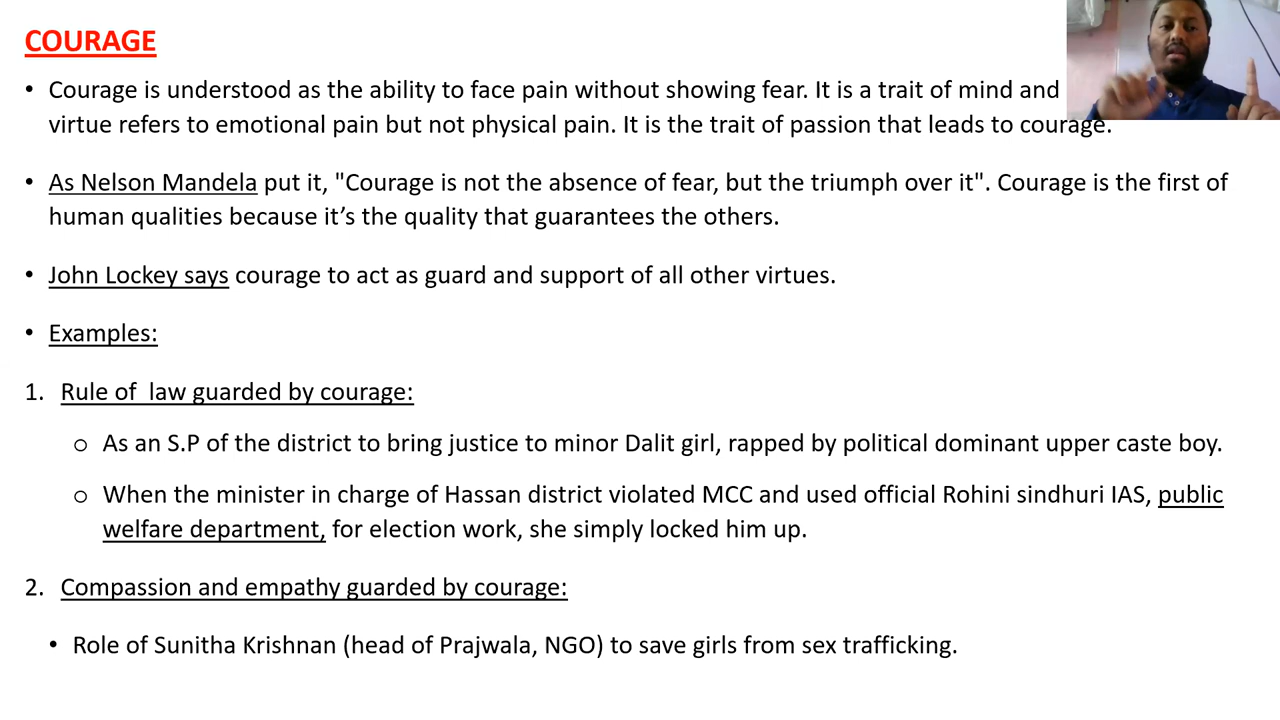 COURAGE
• Courage is understood as the ability to face pain without showing fear. It is a trait of mind and
virtue refers to emotional pain but not physical pain. It is the trait of passion that leads to courage.
• As Nelson Mandela put it, "Courage is not the absence of fear, but the triumph over it". Courage is the first of
human qualities because it’s the quality that guarantees the others.
• John Lockey says courage to act as guard and support of all other virtues.
• Examples:
1. Rule of law guarded by courage:
o As an S.P of the district to bring justice to minor Dalit girl, rapped by political dominant upper caste boy.
o When the minister in charge of Hassan district violated MCC and used official Rohini sindhuri IAS, public
welfare department, for election work, she simply locked him up.
2. Compassion and empathy guarded by courage:
• Role of Sunitha Krishnan (head of Prajwala, NGO) to save girls from sex trafficking.